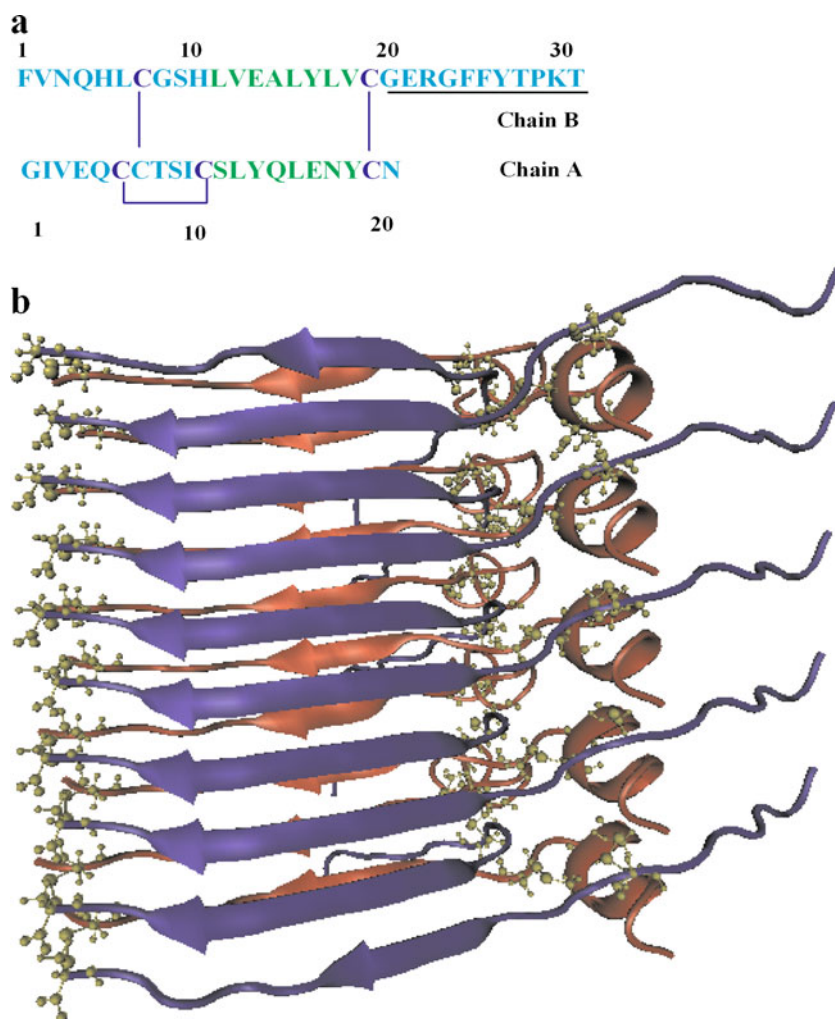 a
1 10 20 30
FVNQHLCGSHLVEALYLVCGERGFFYTPKT
Chain B
GIVEQCCTSICSLYQLENYCN Chain A
1 10 20
b